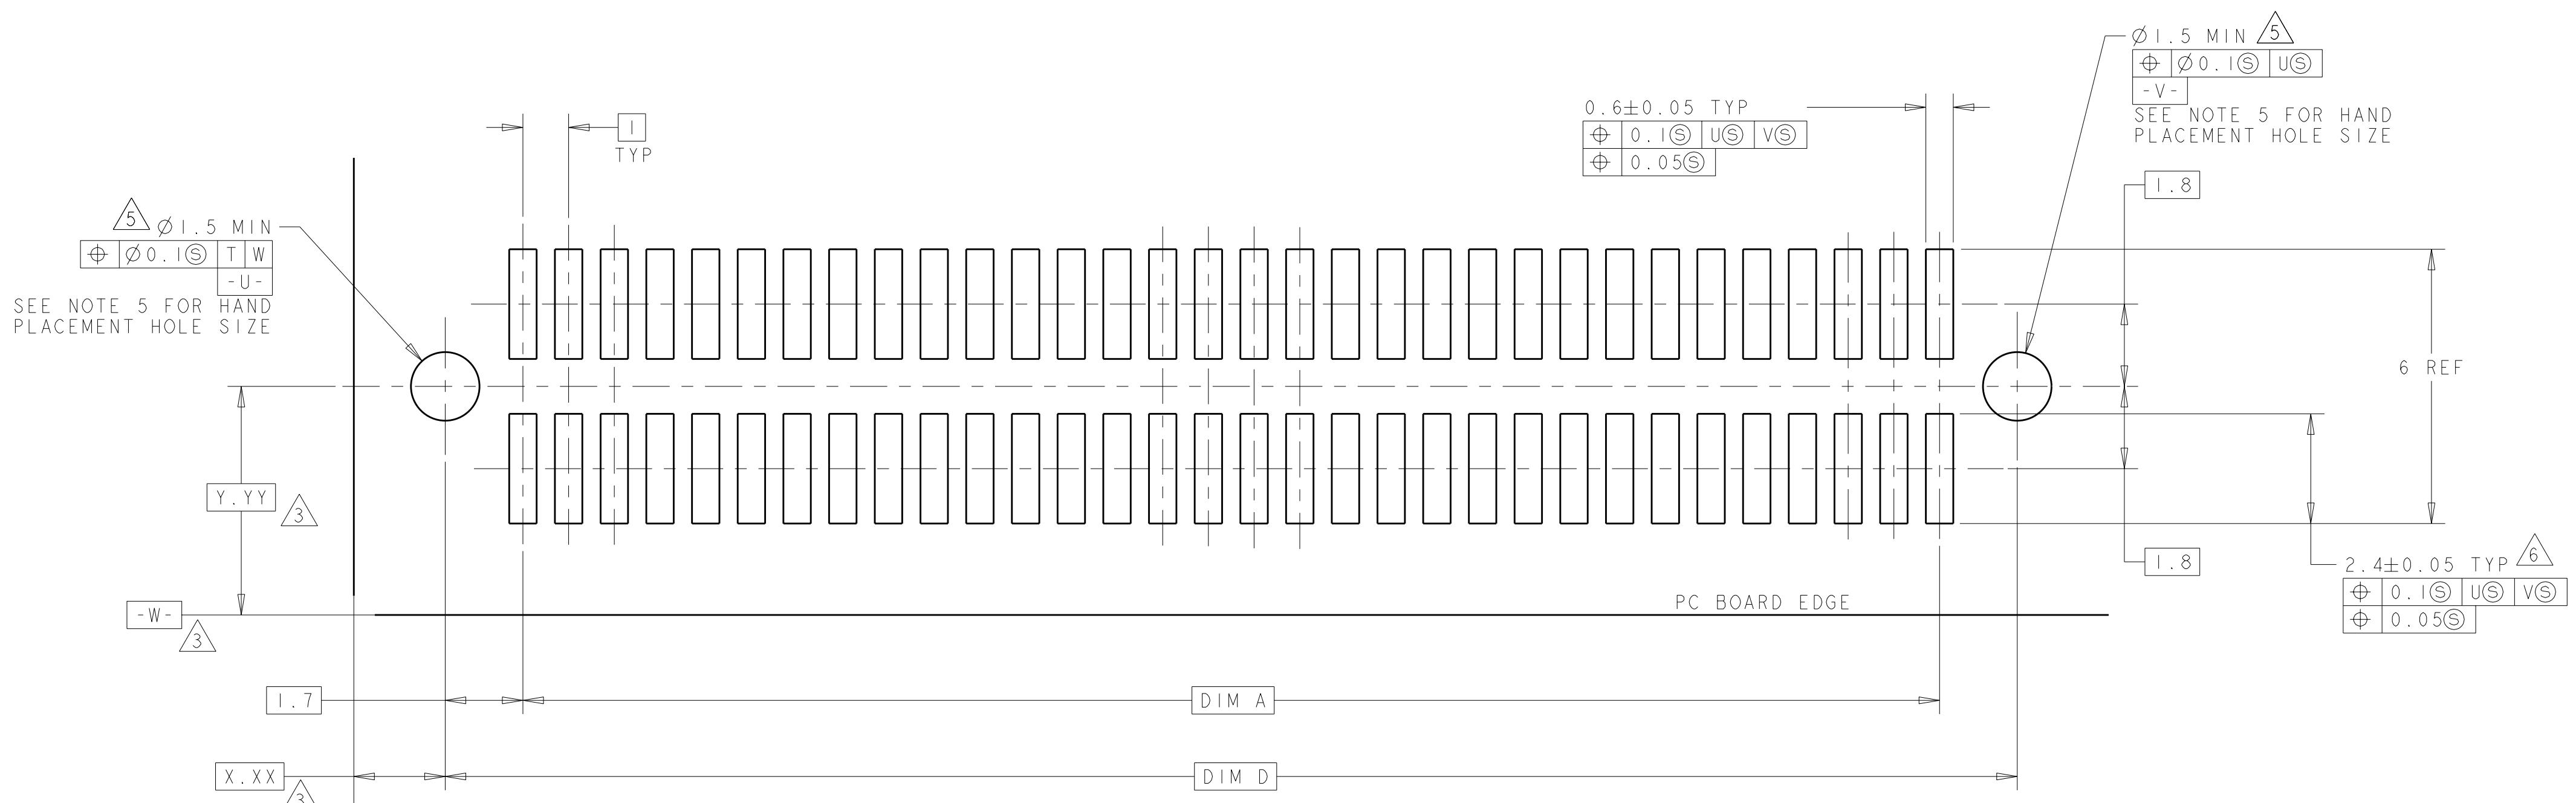 Ø1.5 MIN 5
⌖ Ø0.1Ⓢ UⓈ
-V-
SEE NOTE 5 FOR HAND
PLACEMENT HOLE SIZE
0.6±0.05 TYP
⌖ 0.1Ⓢ UⓈ VⓈ
⌖ 0.05Ⓢ
1
TYP
1.8
5 Ø1.5 MIN
⌖ Ø0.1Ⓢ T W
-U-
SEE NOTE 5 FOR HAND
PLACEMENT HOLE SIZE
6 REF
Y.YY
3
1.8
2.4±0.05 TYP 6
⌖ 0.1Ⓢ UⓈ VⓈ
⌖ 0.05Ⓢ
-W-
3
PC BOARD EDGE
1.7
DIM A
X.XX
3
DIM D